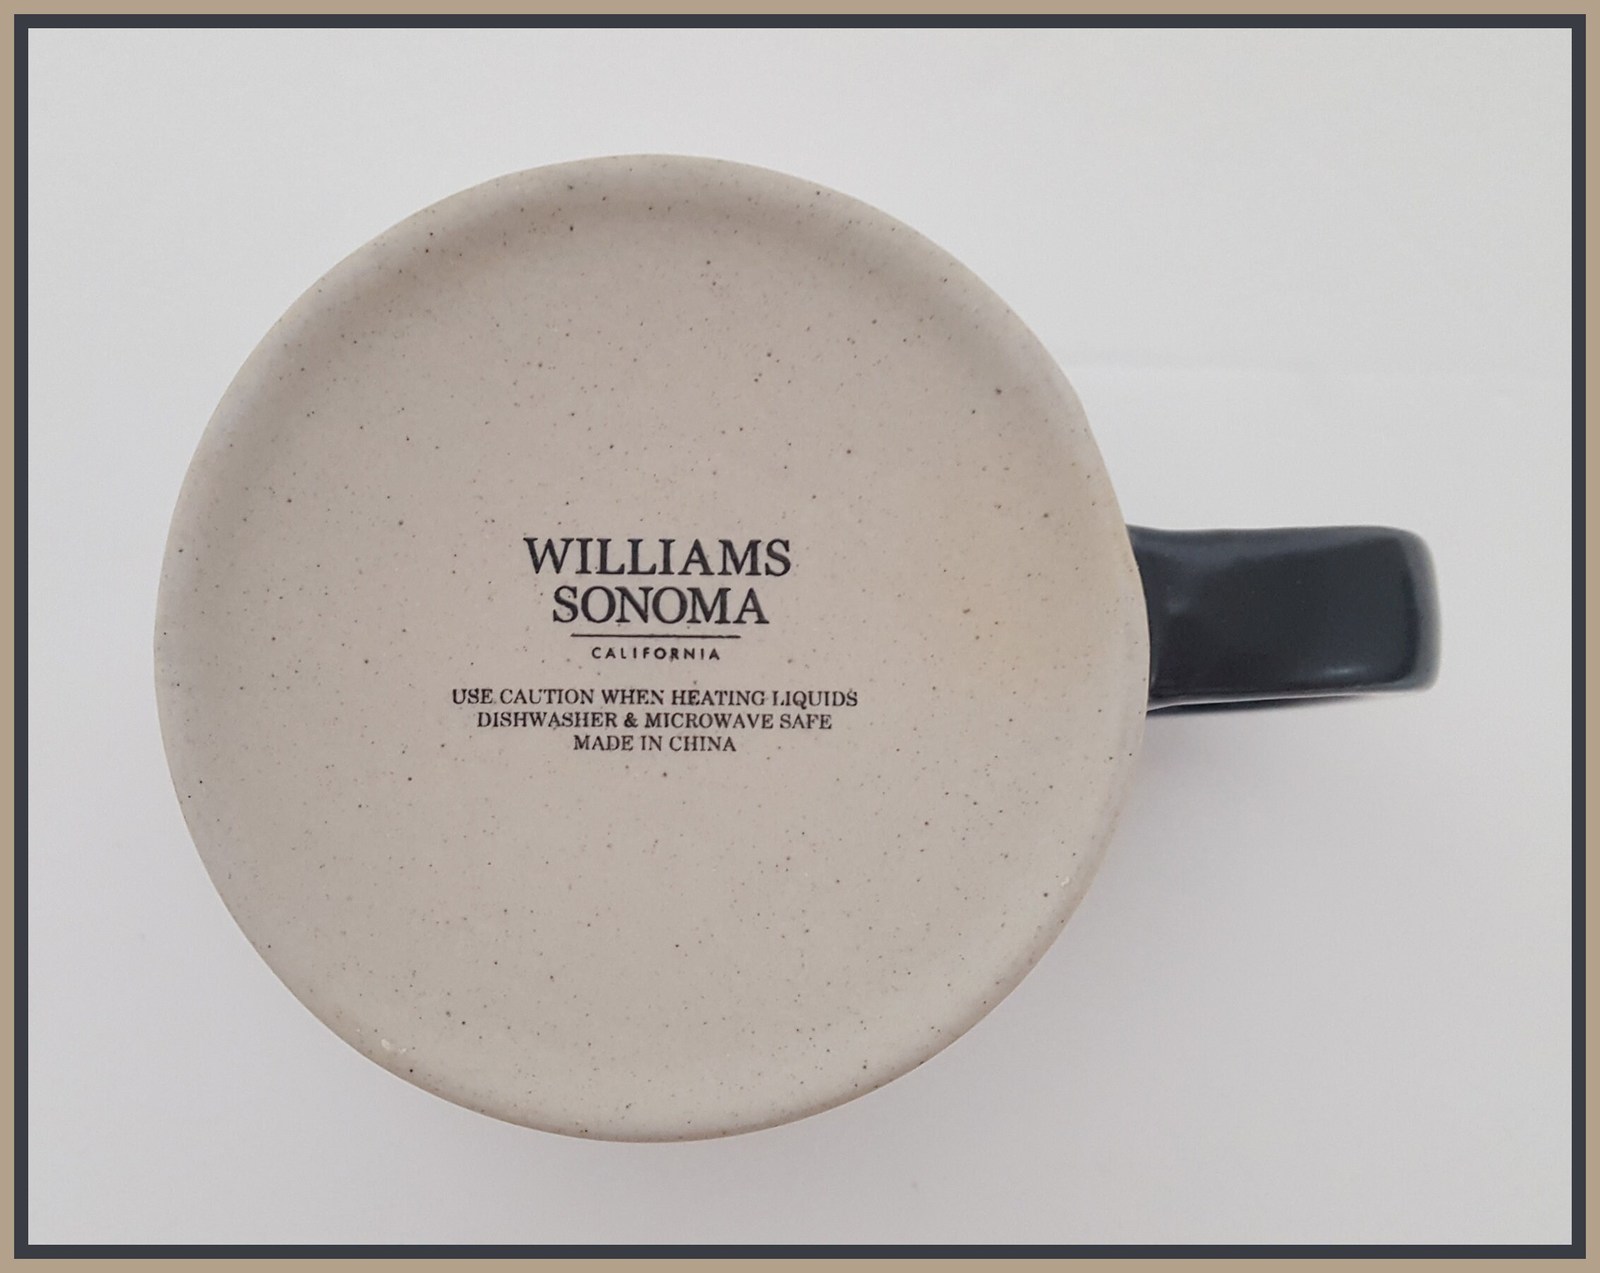 WILLIAMS
SONOMA
CALIFORNIA
USE CAUTION WHEN HEATING LIQUIDS
DISHWASHER & MICROWAVE SAFE
MADE IN CHINA